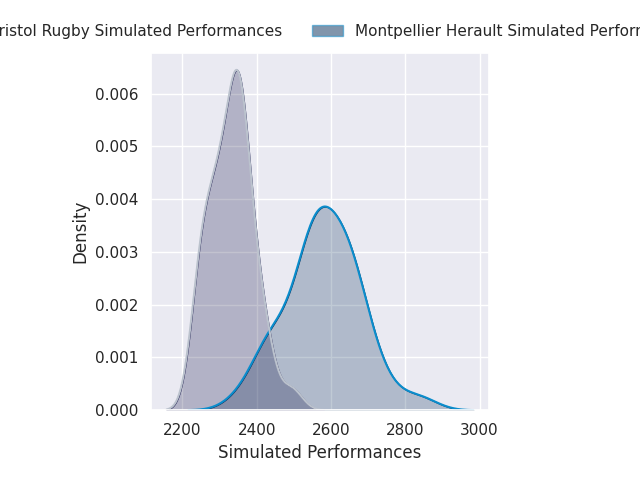 ristol Rugby Simulated Performances
Montpellier Herault Simulated Perfor
0.006
0.005
0.004
0.003
0.002
0.001
0.000
Density
2200 2400 2600 2800 3000
Simulated Performances